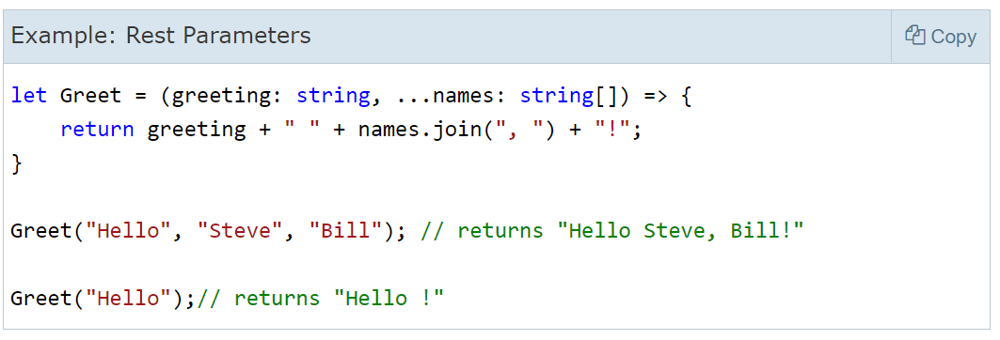 Example: Rest Parameters
Copy
let Greet = (greeting: string, ...names: string[]) => {
    return greeting + " " + names.join(", ") + "!";
}
Greet("Hello", "Steve", "Bill"); // returns "Hello Steve, Bill!"
Greet("Hello");// returns "Hello !"